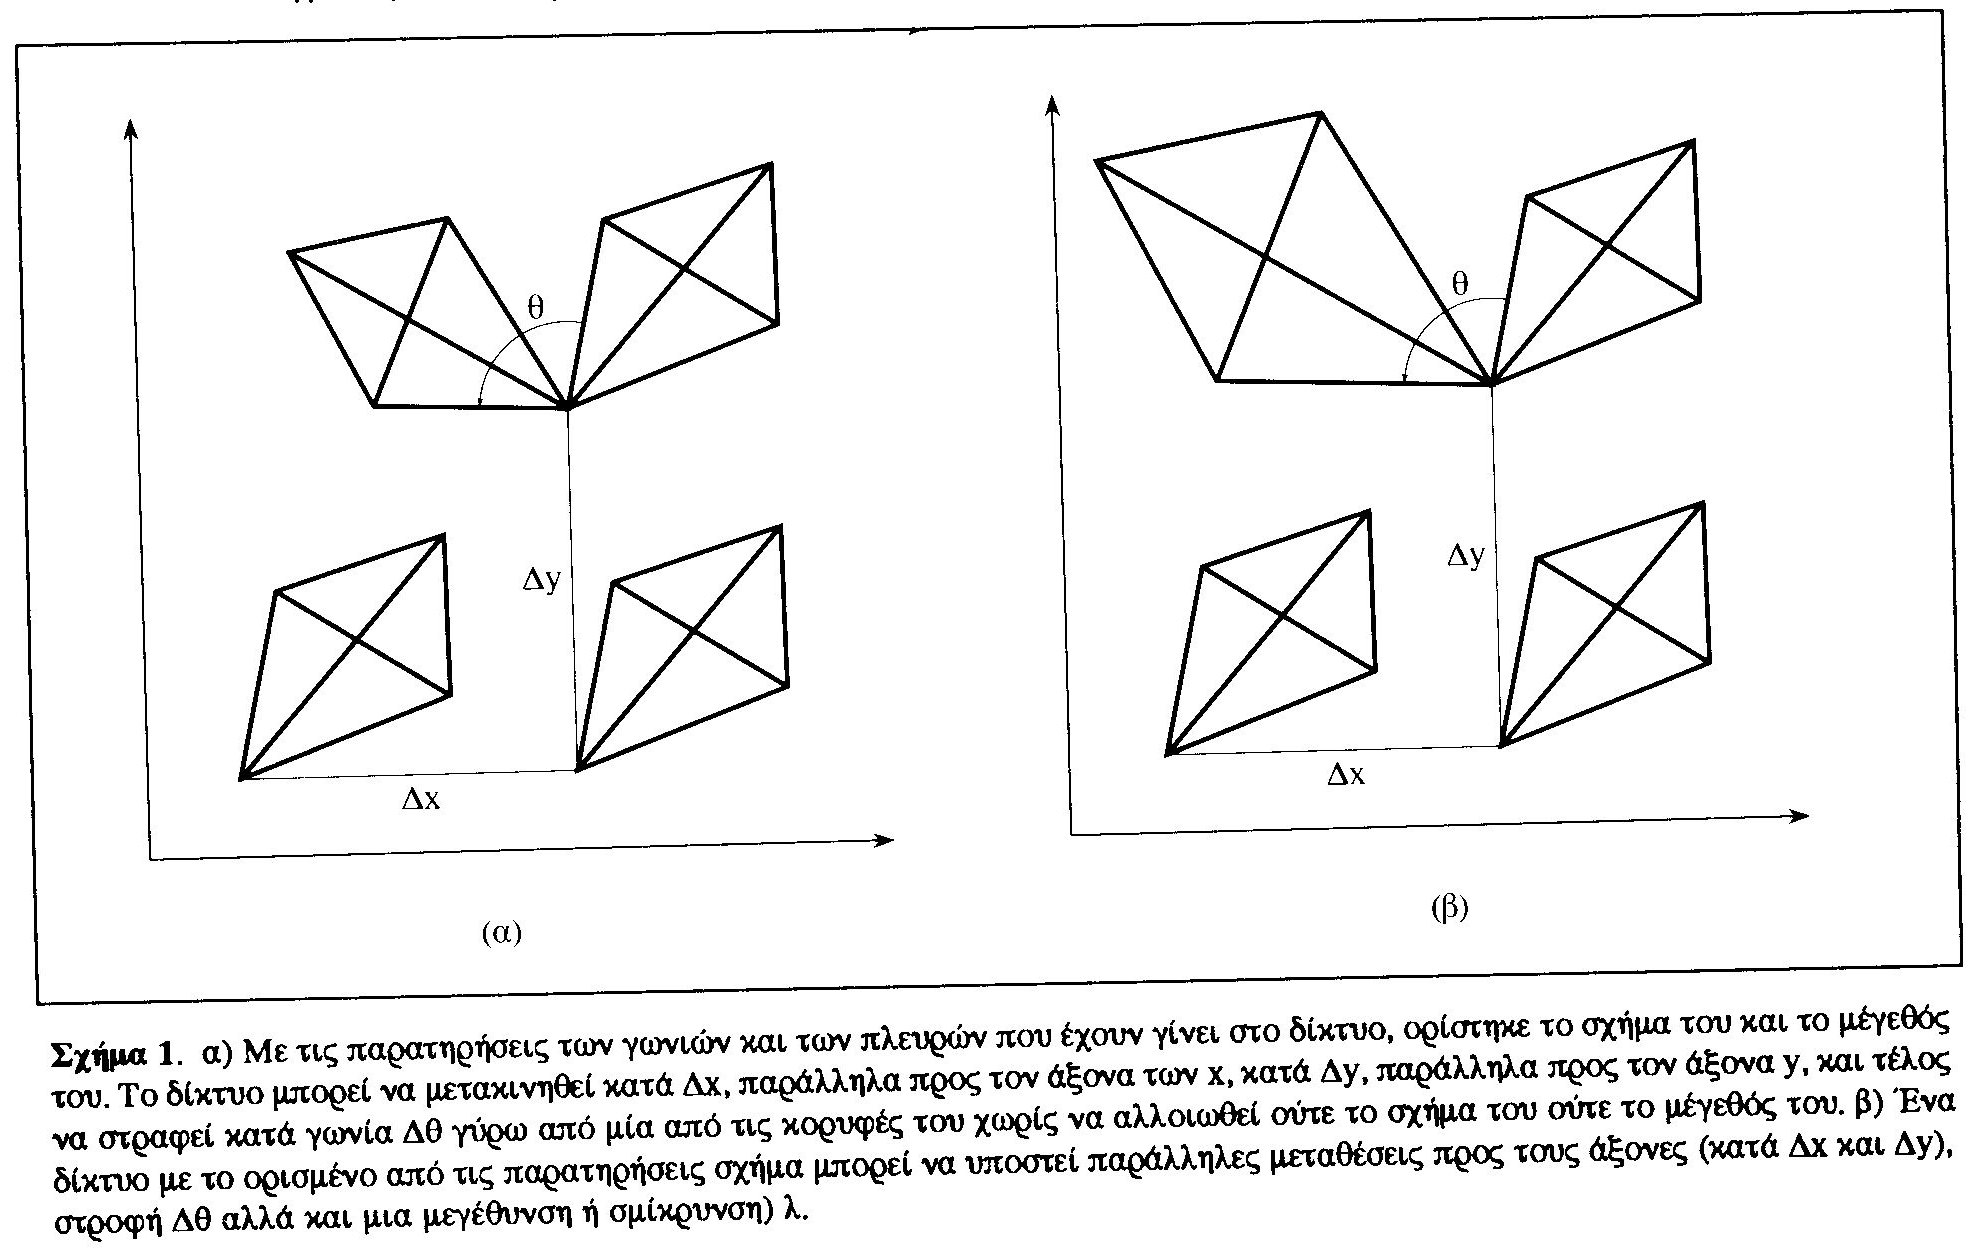 θ
Δy
Δx
(α)
θ
Δy
Δx
(β)
Σχήμα 1. α) Με τις παρατηρήσεις των γωνιών και των πλευρών που έχουν γίνει στο δίκτυο, ορίστηκε το σχήμα του και το μέγεθός
του. Το δίκτυο μπορεί να μετακινηθεί κατά Δx, παράλληλα προς τον άξονα των x, κατά Δy, παράλληλα προς τον άξονα y, και τέλος
να στραφεί κατά γωνία Δθ γύρω από μία από τις κορυφές του χωρίς να αλλοιωθεί ούτε το σχήμα του ούτε το μέγεθός του. β) Ένα
δίκτυο με το ορισμένο από τις παρατηρήσεις σχήμα μπορεί να υποστεί παράλληλες μεταθέσεις προς τους άξονες (κατά Δx και Δy),
στροφή Δθ αλλά και μια μεγέθυνση ή σμίκρυνση) λ.